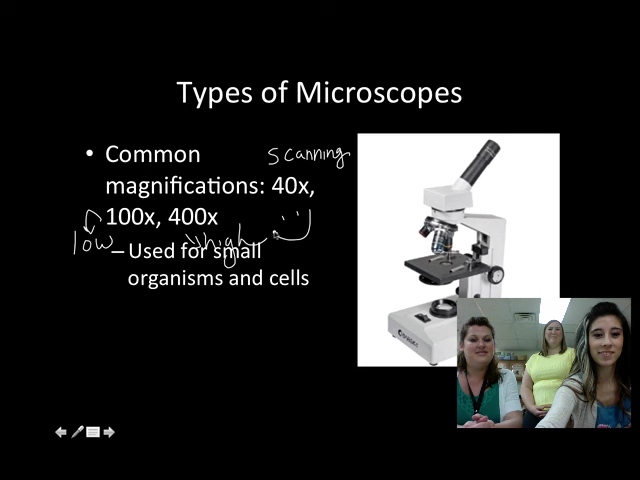 Types of Microscopes
• Common scanning
magnifications: 40x,
100x, 400x
low high
– Used for small
organisms and cells